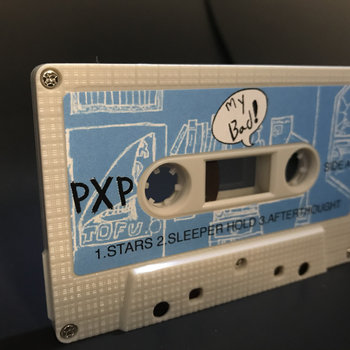 My
Bad!
PXP
SIDE A
TOFU
1.STARS 2.SLEEPER HOLD 3.AFTERTHOUGHT